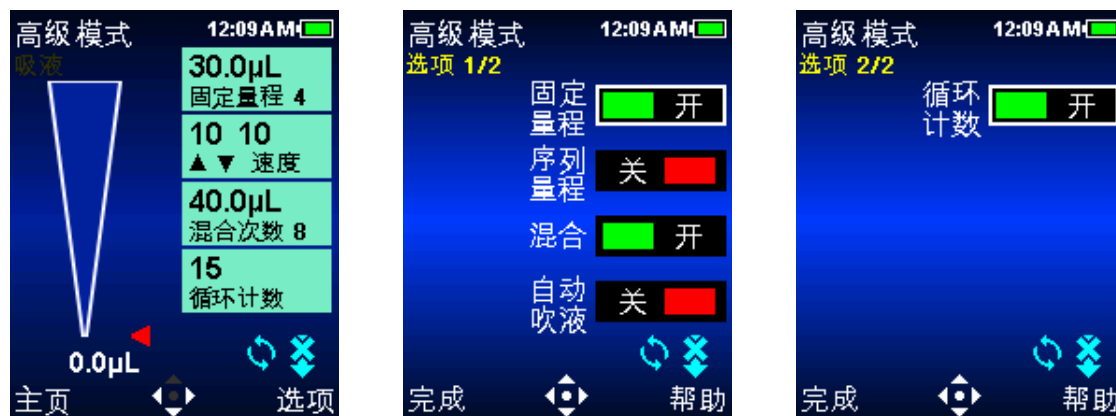 高级模式 12:09AM
吸液
30.0µL
固定量程 4
10 10
▲ ▼ 速度
40.0µL
混合次数 8
15
循环计数
0.0µL
主页 选项
高级模式 12:09AM
选项 1/2
固定
量程 开
序列
量程 关
混合 开
自动
吹液 关
完成 帮助
高级模式 12:09AM
选项 2/2
循环
计数 开
完成 帮助